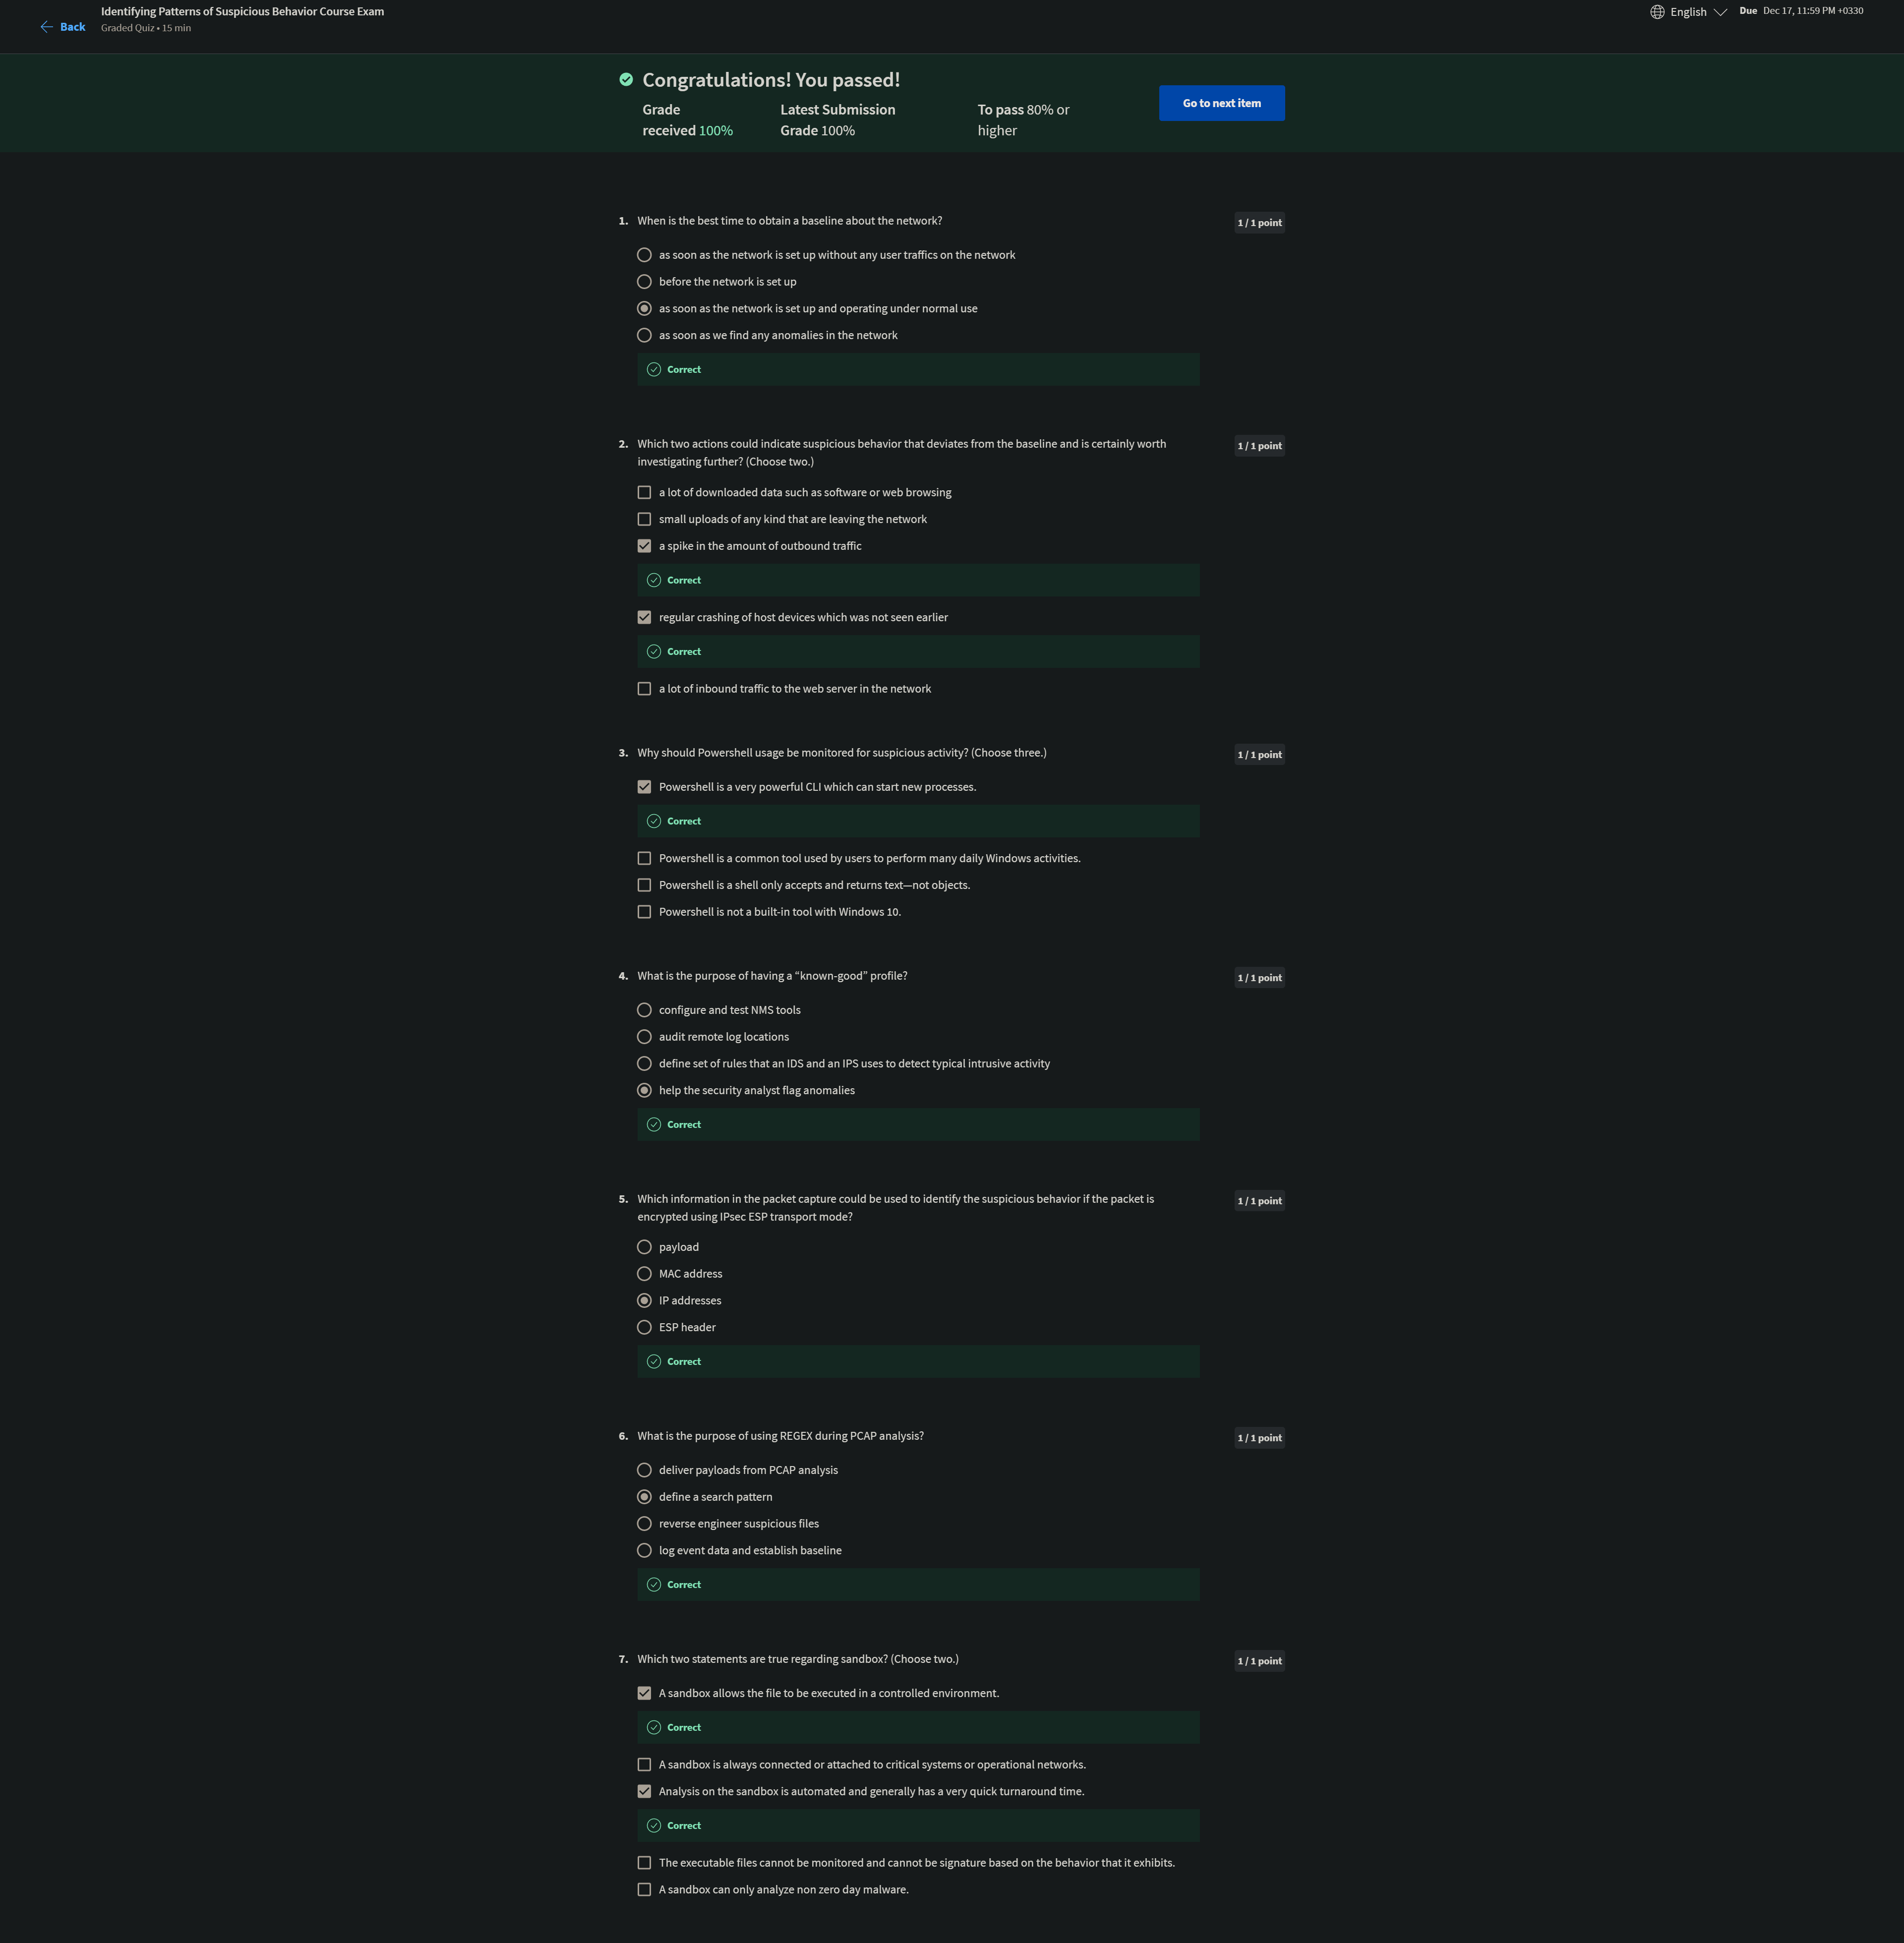 Back
Identifying Patterns of Suspicious Behavior Course Exam
Graded Quiz • 15 min
English
Due Dec 17, 11:59 PM +0330
Congratulations! You passed!
Grade received 100%
Latest Submission Grade 100%
To pass 80% or higher
Go to next item
1. When is the best time to obtain a baseline about the network?
1 / 1 point
as soon as the network is set up without any user traffics on the network
before the network is set up
as soon as the network is set up and operating under normal use
as soon as we find any anomalies in the network
Correct
2. Which two actions could indicate suspicious behavior that deviates from the baseline and is certainly worth
investigating further? (Choose two.)
1 / 1 point
a lot of downloaded data such as software or web browsing
small uploads of any kind that are leaving the network
a spike in the amount of outbound traffic
Correct
regular crashing of host devices which was not seen earlier
Correct
a lot of inbound traffic to the web server in the network
3. Why should Powershell usage be monitored for suspicious activity? (Choose three.)
1 / 1 point
Powershell is a very powerful CLI which can start new processes.
Correct
Powershell is a common tool used by users to perform many daily Windows activities.
Powershell is a shell only accepts and returns text—not objects.
Powershell is not a built-in tool with Windows 10.
4. What is the purpose of having a “known-good” profile?
1 / 1 point
configure and test NMS tools
audit remote log locations
define set of rules that an IDS and an IPS uses to detect typical intrusive activity
help the security analyst flag anomalies
Correct
5. Which information in the packet capture could be used to identify the suspicious behavior if the packet is
encrypted using IPsec ESP transport mode?
1 / 1 point
payload
MAC address
IP addresses
ESP header
Correct
6. What is the purpose of using REGEX during PCAP analysis?
1 / 1 point
deliver payloads from PCAP analysis
define a search pattern
reverse engineer suspicious files
log event data and establish baseline
Correct
7. Which two statements are true regarding sandbox? (Choose two.)
1 / 1 point
A sandbox allows the file to be executed in a controlled environment.
Correct
A sandbox is always connected or attached to critical systems or operational networks.
Analysis on the sandbox is automated and generally has a very quick turnaround time.
Correct
The executable files cannot be monitored and cannot be signature based on the behavior that it exhibits.
A sandbox can only analyze non zero day malware.